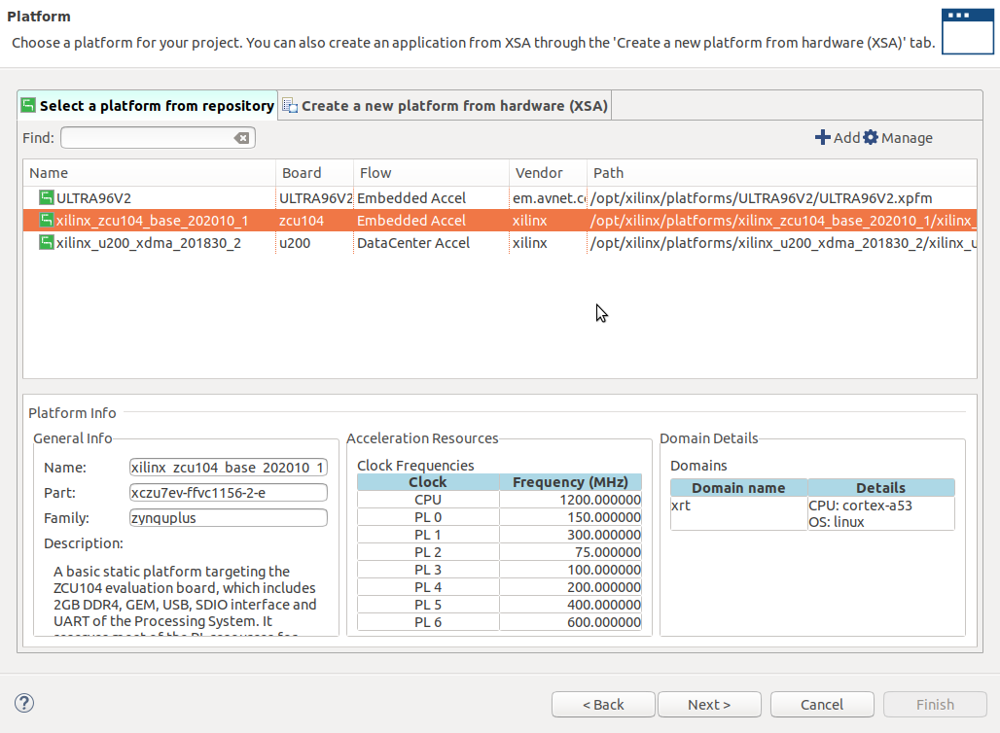 Platform
Choose a platform for your project. You can also create an application from XSA through the 'Create a new platform from hardware (XSA)' tab.
Select a platform from repository
Create a new platform from hardware (XSA)
Find:
Add
Manage
Name Board Flow Vendor Path
ULTRA96V2 ULTRA96V2 Embedded Accel em.avnet.c /opt/xilinx/platforms/ULTRA96V2/ULTRA96V2.xpfm
xilinx_zcu104_base_202010_1 zcu104 Embedded Accel xilinx /opt/xilinx/platforms/xilinx_zcu104_base_202010_1/xilinx_
xilinx_u200_xdma_201830_2 u200 DataCenter Accel xilinx /opt/xilinx/platforms/xilinx_u200_xdma_201830_2/xilinx_u
Platform Info
General Info
Name: xilinx_zcu104_base_202010_1
Part: xczu7ev-ffvc1156-2-e
Family: zynquplus
Description:
A basic static platform targeting the
ZCU104 evaluation board, which includes
2GB DDR4, GEM, USB, SDIO interface and
UART of the Processing System. It
reserves most of the PL resources for
Acceleration Resources
Clock Frequencies
Clock Frequency (MHz)
CPU 1200.000000
PL 0 150.000000
PL 1 300.000000
PL 2 75.000000
PL 3 100.000000
PL 4 200.000000
PL 5 400.000000
PL 6 600.000000
Domain Details
Domains
Domain name Details
xrt CPU: cortex-a53
OS: linux
?
< Back
Next >
Cancel
Finish